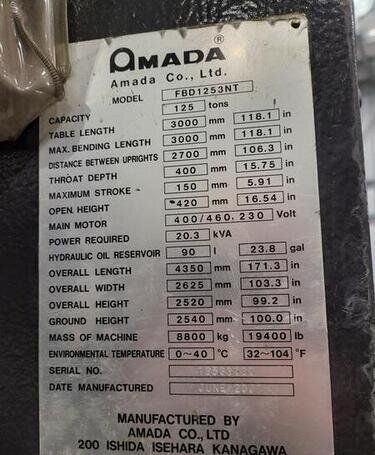 AMADA®
Amada Co., Ltd.
MODEL FBD1253NT
CAPACITY 125 tons
TABLE LENGTH 3000 mm 118.1 in
MAX. BENDING LENGTH 3000 mm 118.1 in
DISTANCE BETWEEN UPRIGHTS 2700 mm 106.3 in
THROAT DEPTH 400 mm 15.75 in
MAXIMUM STROKE 150 mm 5.91 in
OPEN HEIGHT 420 mm 16.54 in
MAIN MOTOR 400/460.230 Volt
POWER REQUIRED 20.3 kVA
HYDRAULIC OIL RESERVOIR 90 l 23.8 gal
OVERALL LENGTH 4350 mm 171.3 in
OVERALL WIDTH 2625 mm 103.3 in
OVERALL HEIGHT 2520 mm 99.2 in
GROUND HEIGHT 2540 mm 100.0 in
MASS OF MACHINE 8800 kg 19400 lb
ENVIRONMENTAL TEMPERATURE 0~40 °C 32~104 °F
SERIAL NO.
DATE MANUFACTURED
MANUFACTURED BY
AMADA CO., LTD
200 ISHIDA ISEHARA KANAGAWA